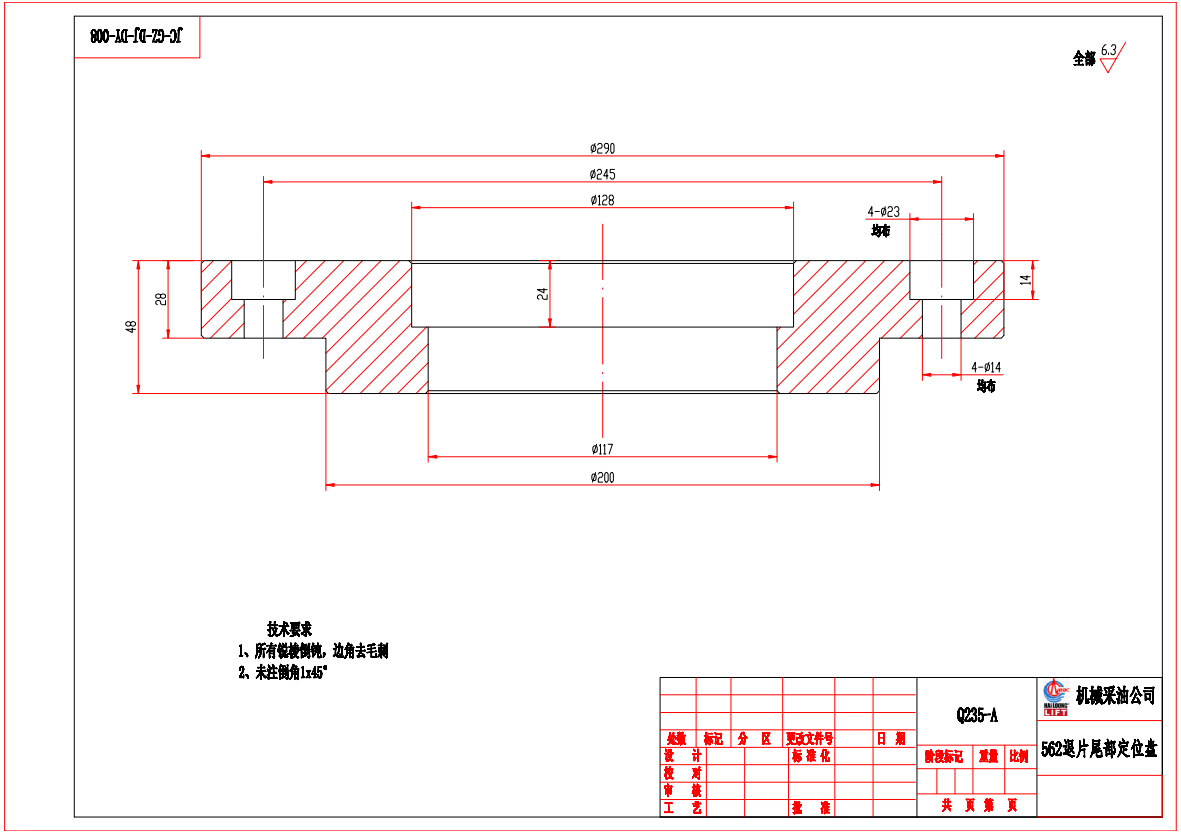 JC-GZ-DJ-DY-008
全部 6.3
Ø290
Ø245
Ø128
4-Ø23
均布
28
48
24
14
4-Ø14
均布
Ø117
Ø200
技术要求
1、所有锐棱倒钝，边角去毛刺
2、未注倒角1x45°
Q235-A
HAILOONG
LIFT
机械采油公司
处数 标记 分 区 更改文件号 日 期
设 计 标 准 化
校 对
审 核
工 艺 批 准
阶段标记 重量 比例
共 页 第 页
562退片尾部定位盘